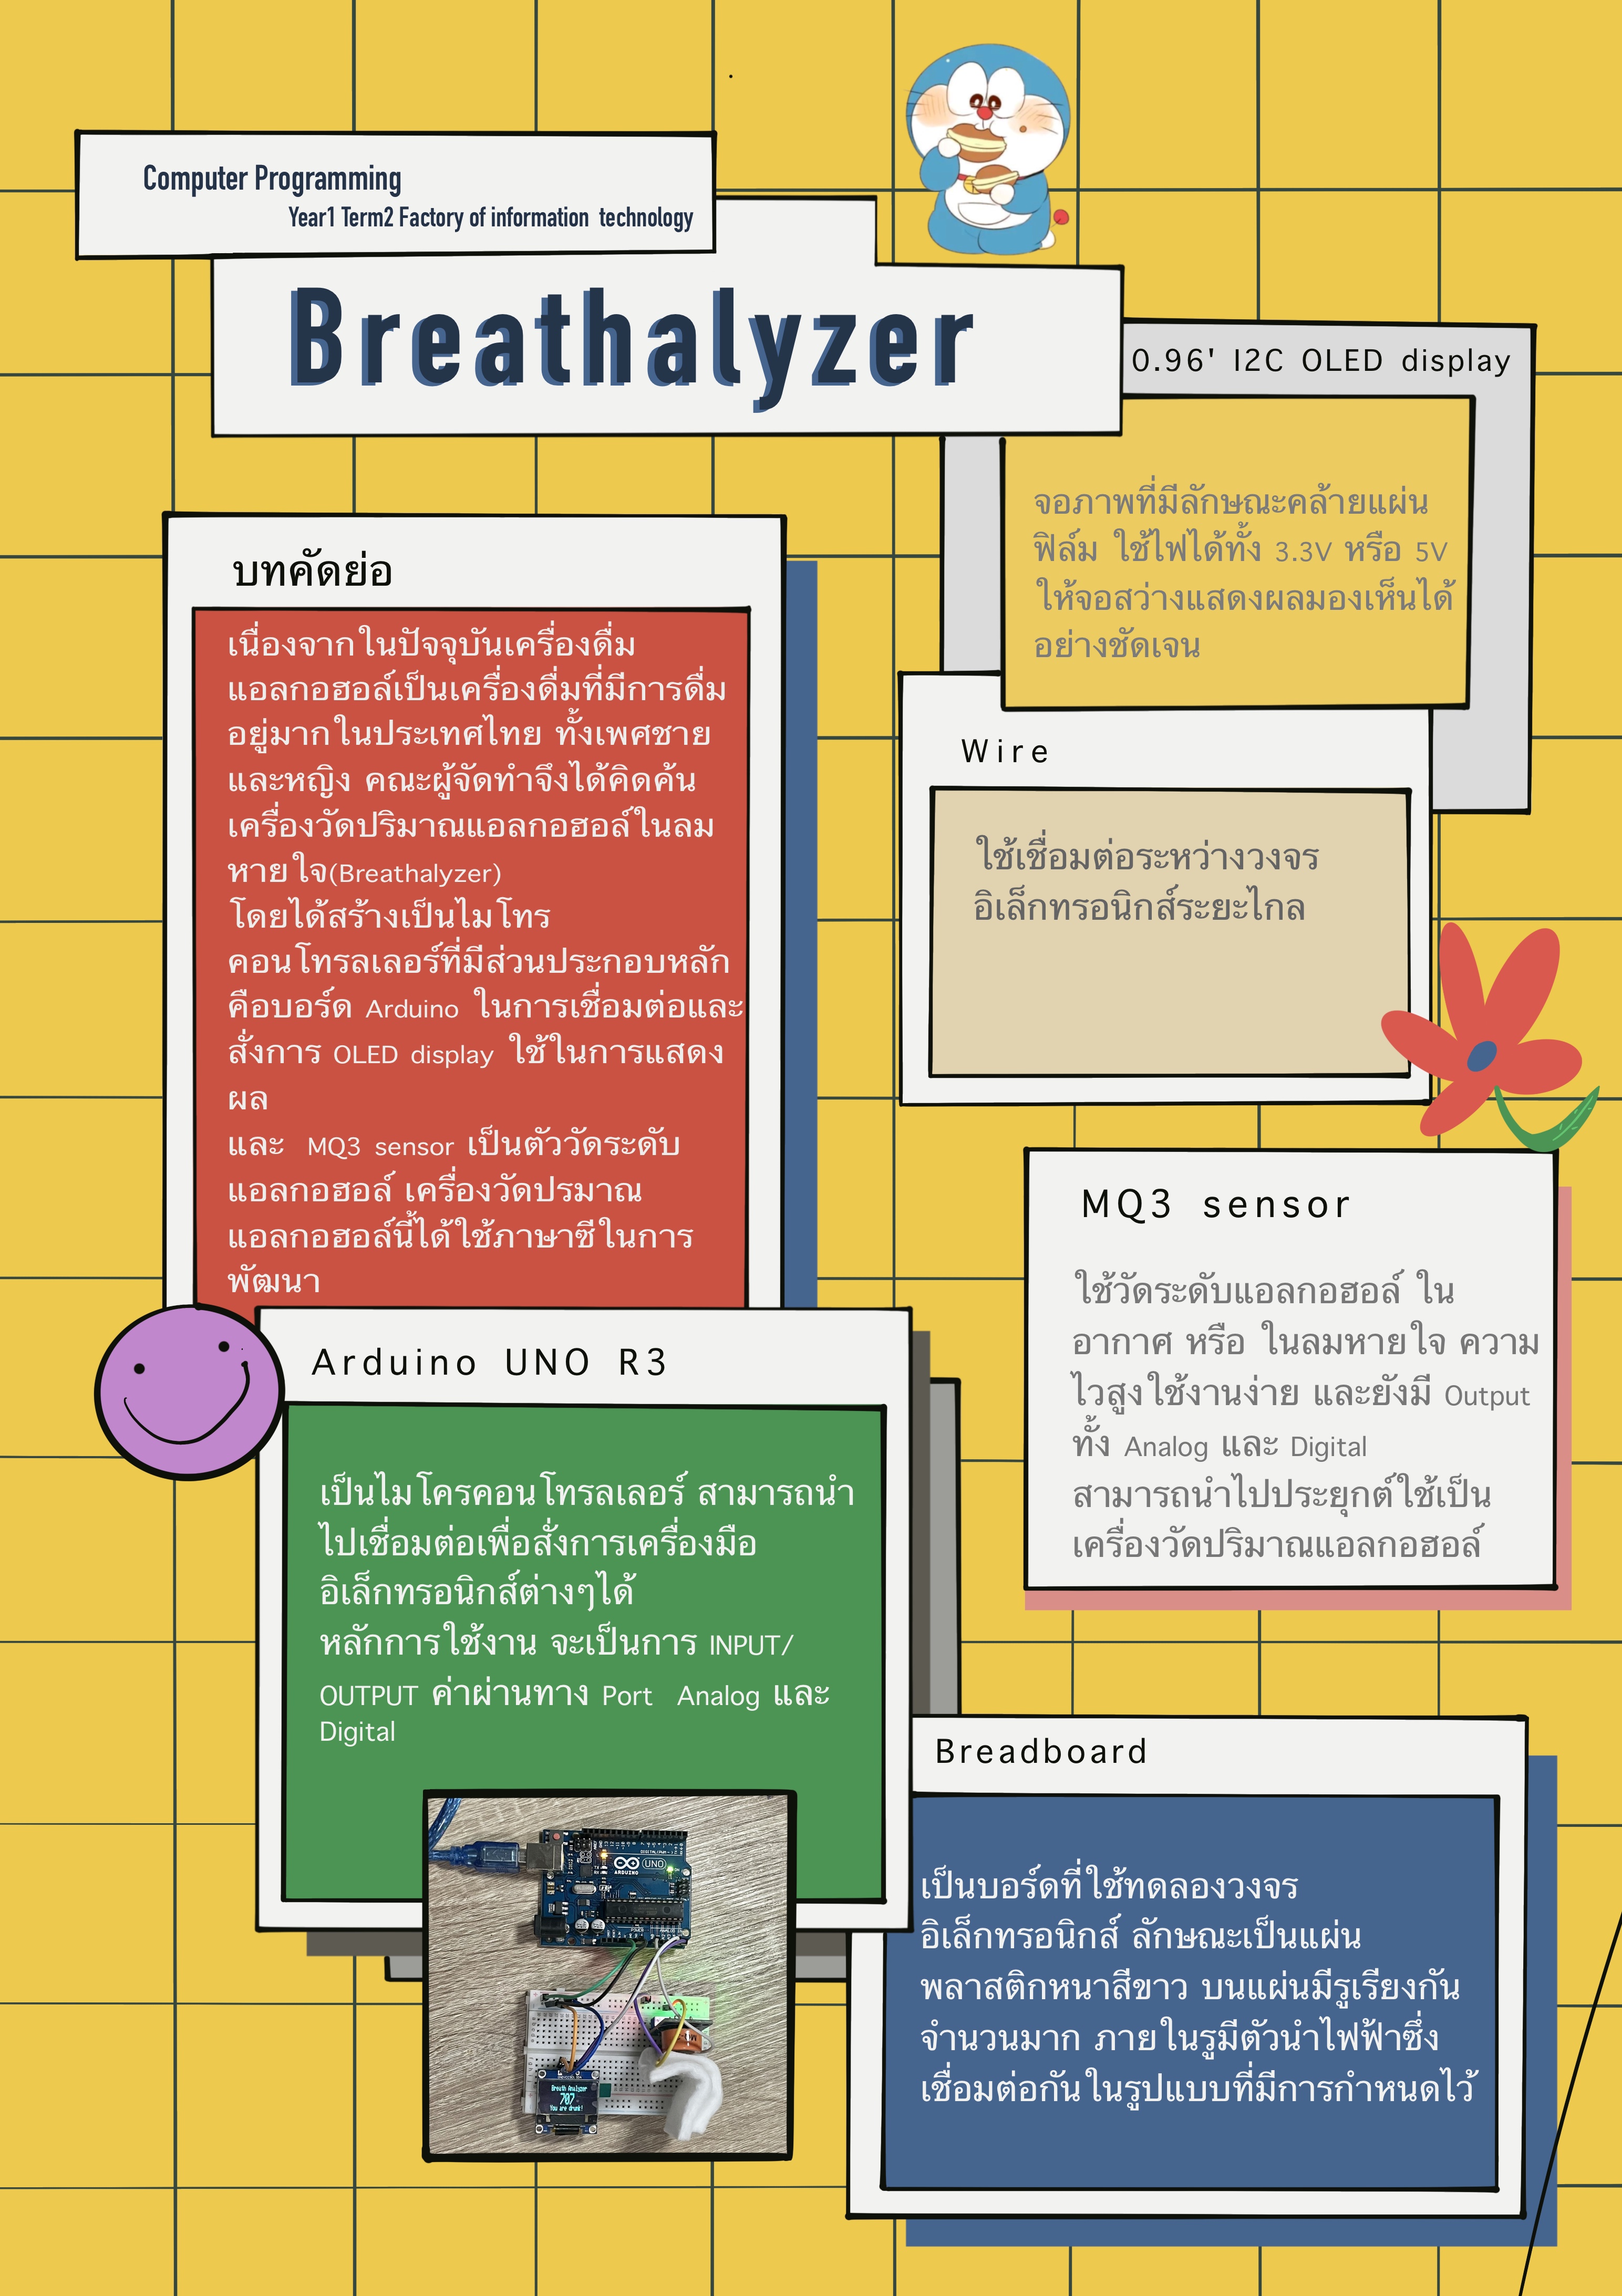 Computer Programming
Year1 Term2 Factory of information technology
Breathalyzer
0.96' I2C OLED display
จอภาพที่มีลักษณะคล้ายแผ่น
ฟิล์ม ใช้ไฟได้ทั้ง 3.3V หรือ 5V
ให้จอสว่างแสดงผลมองเห็นได้
อย่างชัดเจน
บทคัดย่อ
เนื่องจากในปัจจุบันเครื่องดื่ม
แอลกอฮอล์เป็นเครื่องดื่มที่มีการดื่ม
อยู่มากในประเทศไทย ทั้งเพศชาย
และหญิง คณะผู้จัดทำจึงได้คิดค้น
เครื่องวัดปริมาณแอลกอฮอล์ในลม
หายใจ(Breathalyzer)
โดยได้สร้างเป็นไมโทร
คอนโทรลเลอร์ที่มีส่วนประกอบหลัก
คือบอร์ด Arduino ในการเชื่อมต่อและ
สั่งการ OLED display ใช้ในการแสดง
ผล
และ MQ3 sensor เป็นตัววัดระดับ
แอลกอฮอล์ เครื่องวัดปรมาณ
แอลกอฮอล์นี้ได้ใช้ภาษาซีในการ
พัฒนา
Wire
ใช้เชื่อมต่อระหว่างวงจร
อิเล็กทรอนิกส์ระยะไกล
MQ3 sensor
ใช้วัดระดับแอลกอฮอล์ ใน
อากาศ หรือ ในลมหายใจ ความ
ไวสูงใช้งานง่าย และยังมี Output
ทั้ง Analog และ Digital
สามารถนำไปประยุกต์ใช้เป็น
เครื่องวัดปริมาณแอลกอฮอล์
Arduino UNO R3
เป็นไมโครคอนโทรลเลอร์ สามารถนำ
ไปเชื่อมต่อเพื่อสั่งการเครื่องมือ
อิเล็กทรอนิกส์ต่างๆได้
หลักการใช้งาน จะเป็นการ INPUT/
OUTPUT ค่าผ่านทาง Port Analog และ
Digital
UNO
ARDUINO
Breath Analyzer
707
You are drunk!
Breadboard
เป็นบอร์ดที่ใช้ทดลองวงจร
อิเล็กทรอนิกส์ ลักษณะเป็นแผ่น
พลาสติกหนาสีขาว บนแผ่นมีรูเรียงกัน
จำนวนมาก ภายในรูมีตัวนำไฟฟ้าซึ่ง
เชื่อมต่อกันในรูปแบบที่มีการกำหนดไว้